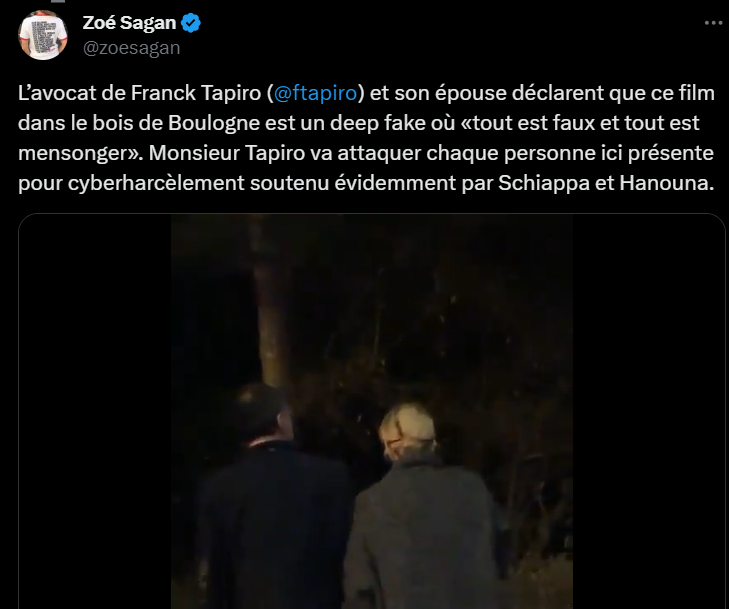 Zoé Sagan
@zoesagan
L'avocat de Franck Tapiro (@ftapiro) et son épouse déclarent que ce film
dans le bois de Boulogne est un deep fake où «tout est faux et tout est
mensonger». Monsieur Tapiro va attaquer chaque personne ici présente
pour cyberharcèlement soutenu évidemment par Schiappa et Hanouna.